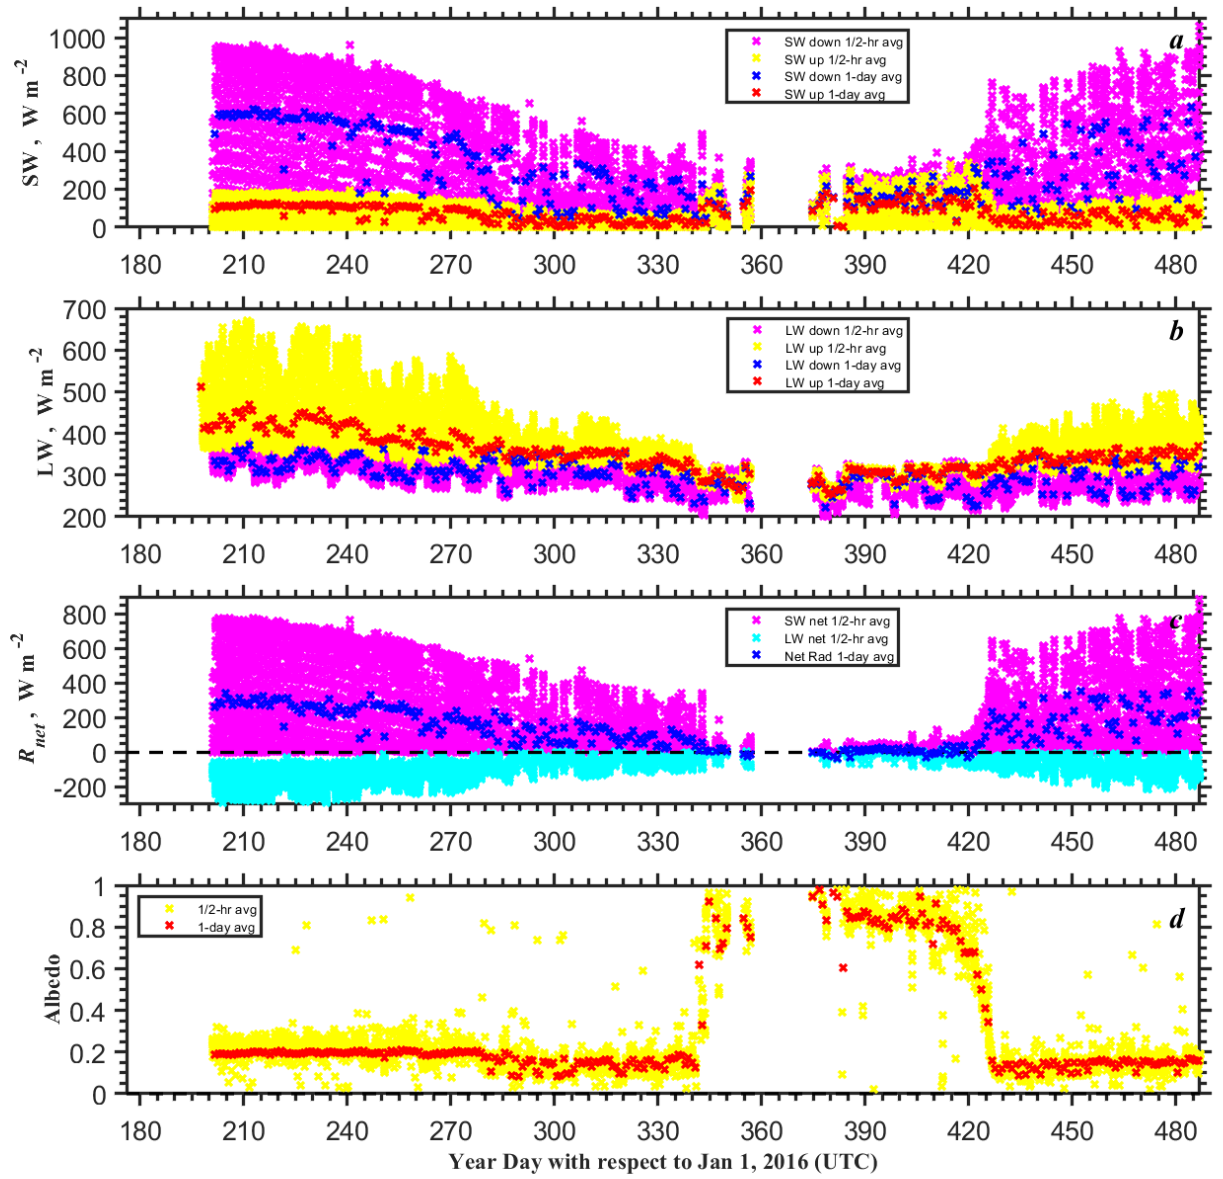 1000
800
600
400
200
0
SW, W m-2
a
SW down 1/2-hr avg
SW up 1/2-hr avg
SW down 1-day avg
SW up 1-day avg
180 210 240 270 300 330 360 390 420 450 480
700
600
500
400
300
200
LW, W m-2
b
LW down 1/2-hr avg
LW up 1/2-hr avg
LW down 1-day avg
LW up 1-day avg
180 210 240 270 300 330 360 390 420 450 480
800
600
400
200
0
-200
Rnet, W m-2
c
SW net 1/2-hr avg
LW net 1/2-hr avg
Net Rad 1-day avg
180 210 240 270 300 330 360 390 420 450 480
1
0.8
0.6
0.4
0.2
0
Albedo
d
1/2-hr avg
1-day avg
180 210 240 270 300 330 360 390 420 450 480
Year Day with respect to Jan 1, 2016 (UTC)